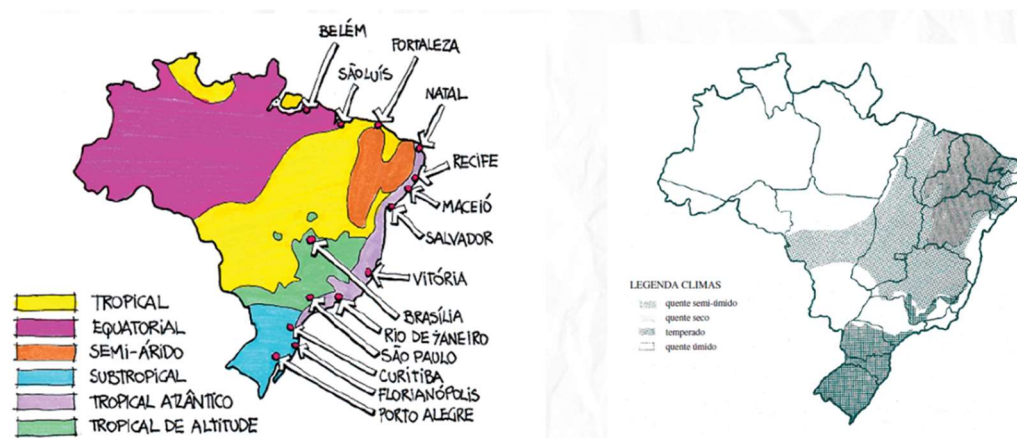 BELÉM
FORTALEZA
SÃO LUÍS
NATAL
RECIFE
MACEIÓ
SALVADOR
VITÓRIA
BRASÍLIA
RIO DE JANEIRO
SÃO PAULO
CURITIBA
FLORIANÓPOLIS
PORTO ALEGRE
TROPICAL
EQUATORIAL
SEMI-ÁRIDO
SUBTROPICAL
TROPICAL ATLÂNTICO
TROPICAL DE ALTITUDE
LEGENDA CLIMAS
quente semi-úmido
quente seco
temperado
quente úmido